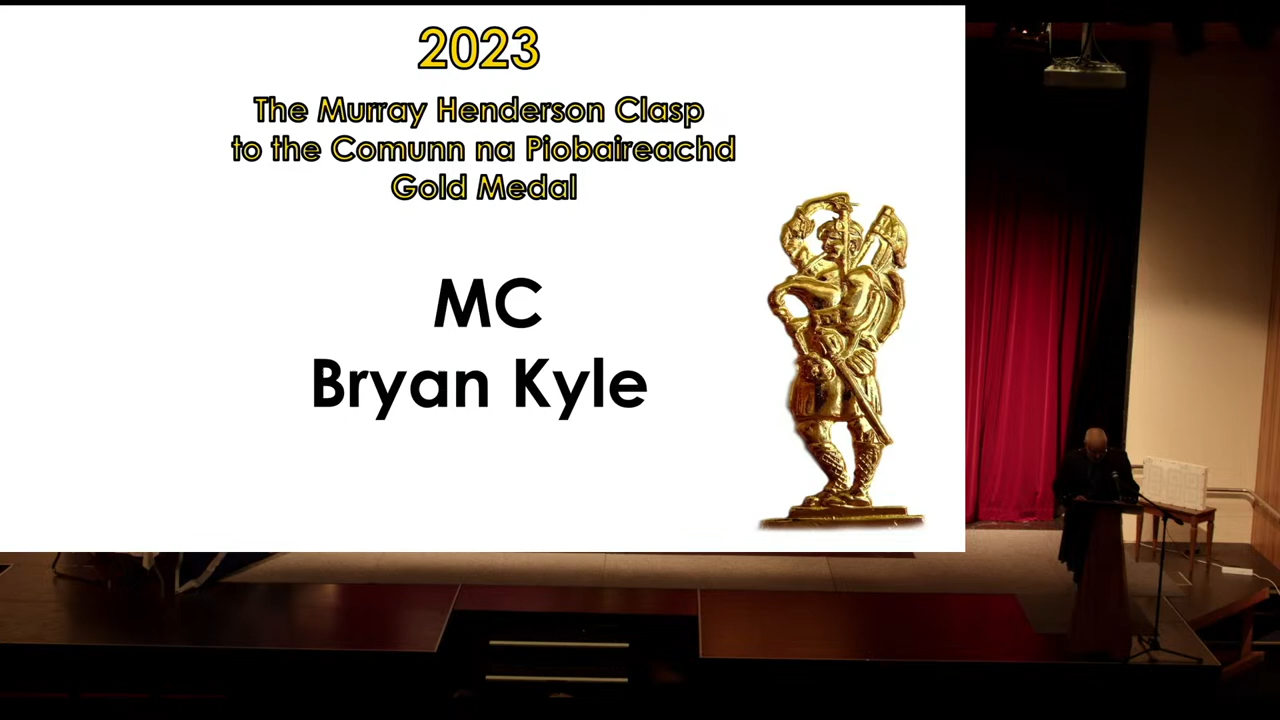 2023
The Murray Henderson Clasp
to the Comunn na Piobaireachd
Gold Medal
MC
Bryan Kyle